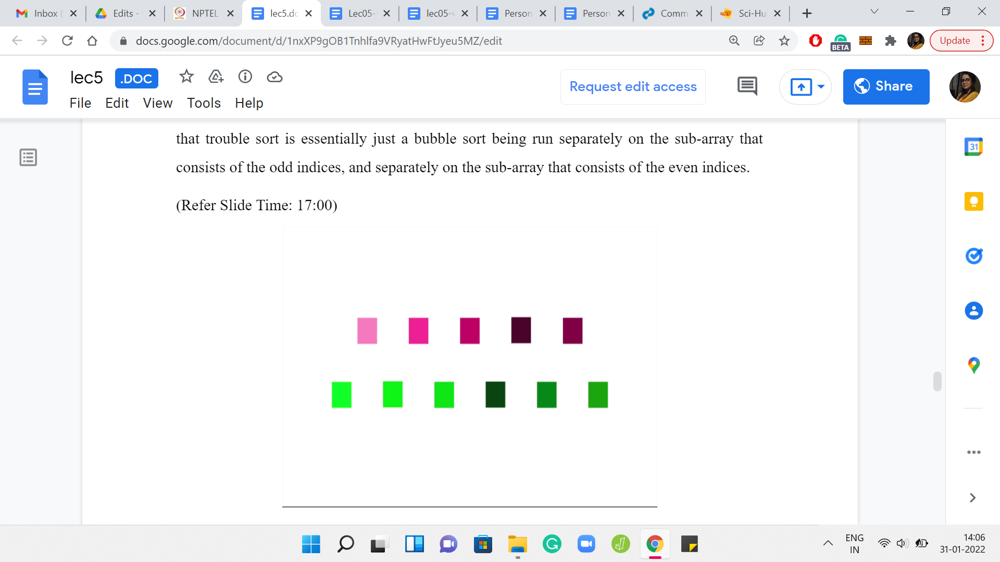 Inbox (
Edits -
NPTEL
lec5.dc
Lec05-
lec05-v
Person
Person
Comm
Sci-Hu
docs.google.com/document/d/1nxXP9gOB1Tnhlfa9VRyatHwFtJyeu5MZ/edit
BETA
Update
lec5
.DOC
Request edit access
Share
File Edit View Tools Help
that trouble sort is essentially just a bubble sort being run separately on the sub-array that
consists of the odd indices, and separately on the sub-array that consists of the even indices.
(Refer Slide Time: 17:00)
31
ENG
IN
14:06
31-01-2022